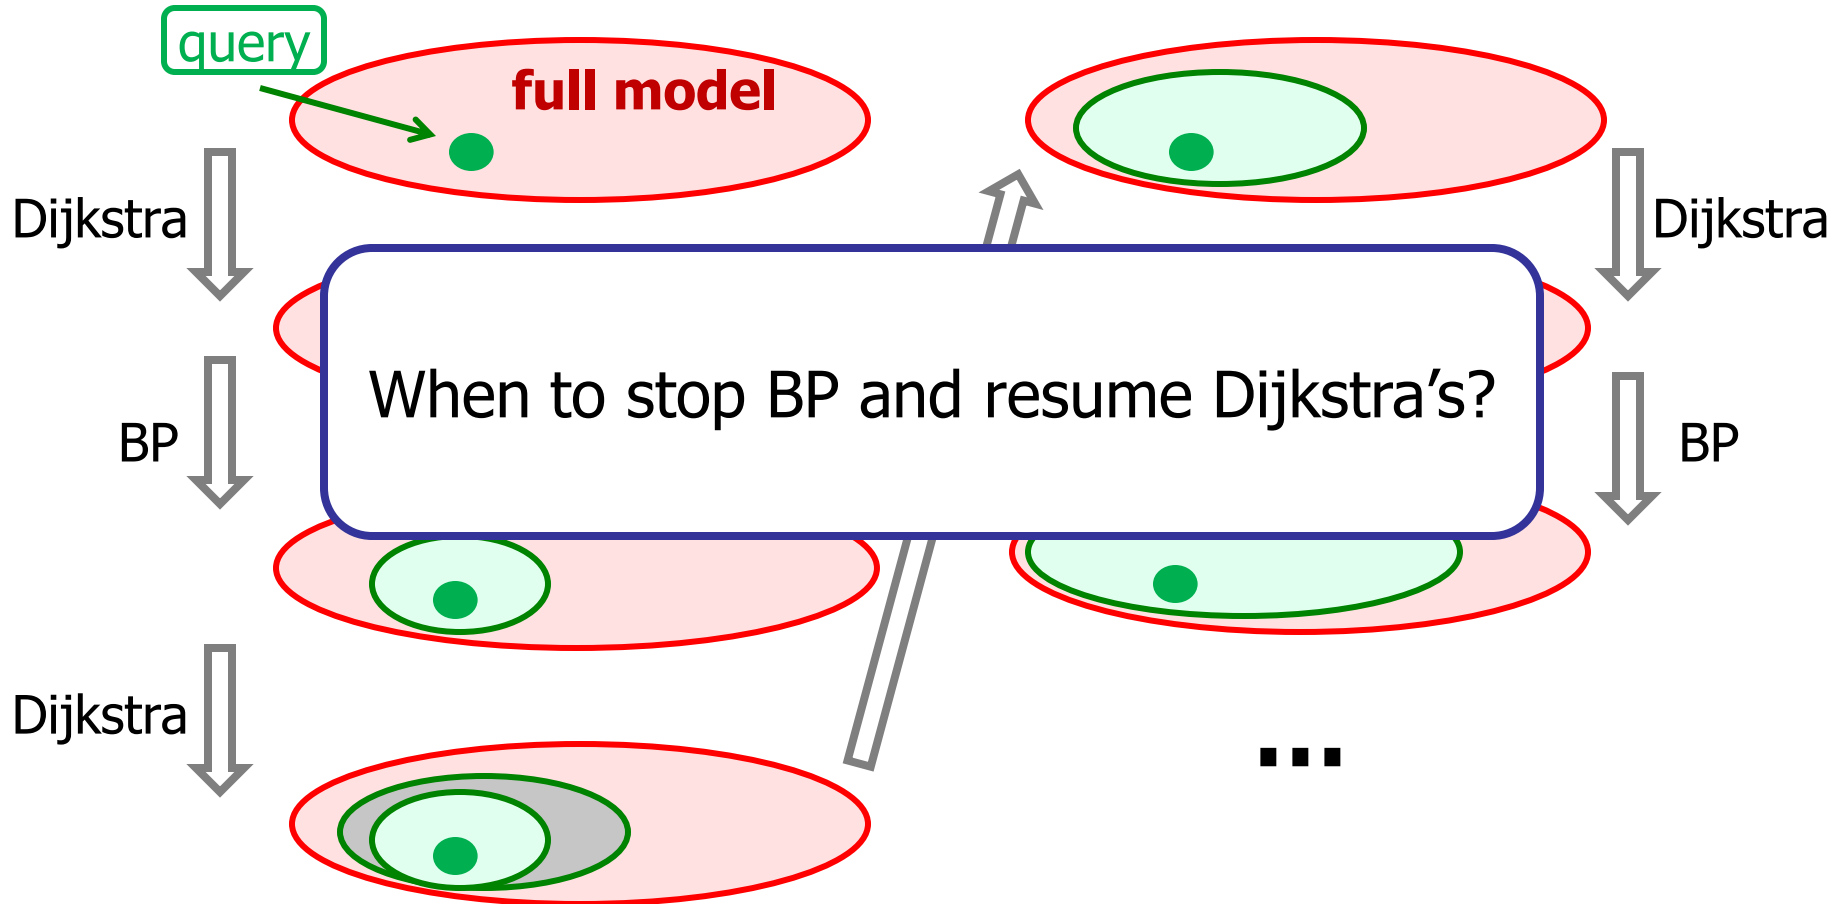 query
full model
Dijkstra
Dijkstra
When to stop BP and resume Dijkstra’s?
BP
BP
Dijkstra
...